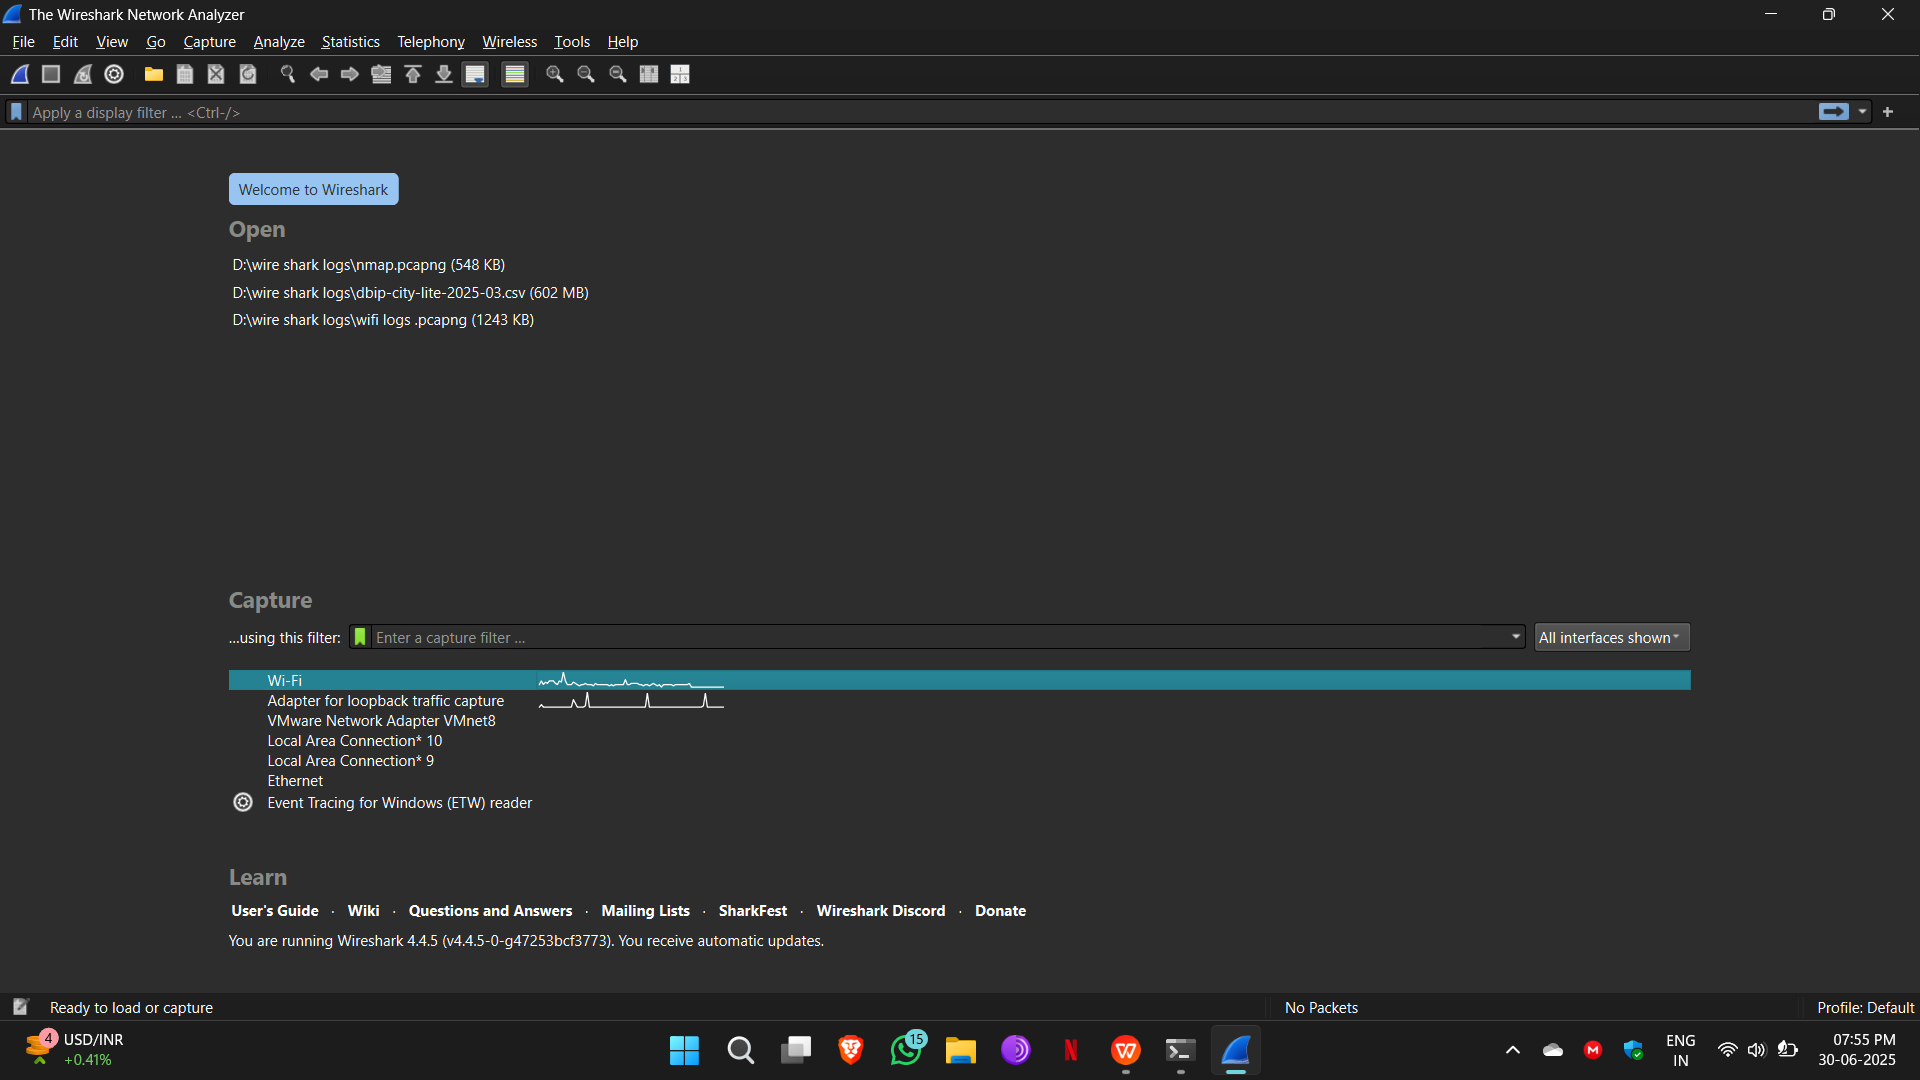 The Wireshark Network Analyzer
File Edit View Go Capture Analyze Statistics Telephony Wireless Tools Help
Apply a display filter ... <Ctrl-/>
Welcome to Wireshark
Open
D:\wire shark logs\nmap.pcapng (548 KB)
D:\wire shark logs\dbip-city-lite-2025-03.csv (602 MB)
D:\wire shark logs\wifi logs .pcapng (1243 KB)
Capture
...using this filter: Enter a capture filter ... All interfaces shown
Wi-Fi
Adapter for loopback traffic capture
VMware Network Adapter VMnet8
Local Area Connection* 10
Local Area Connection* 9
Ethernet
Event Tracing for Windows (ETW) reader
Learn
User's Guide · Wiki · Questions and Answers · Mailing Lists · SharkFest · Wireshark Discord · Donate
You are running Wireshark 4.4.5 (v4.4.5-0-g47253bcf3773). You receive automatic updates.
Ready to load or capture No Packets Profile: Default
4 USD/INR
+0.41%
15
ENG
IN
07:55 PM
30-06-2025